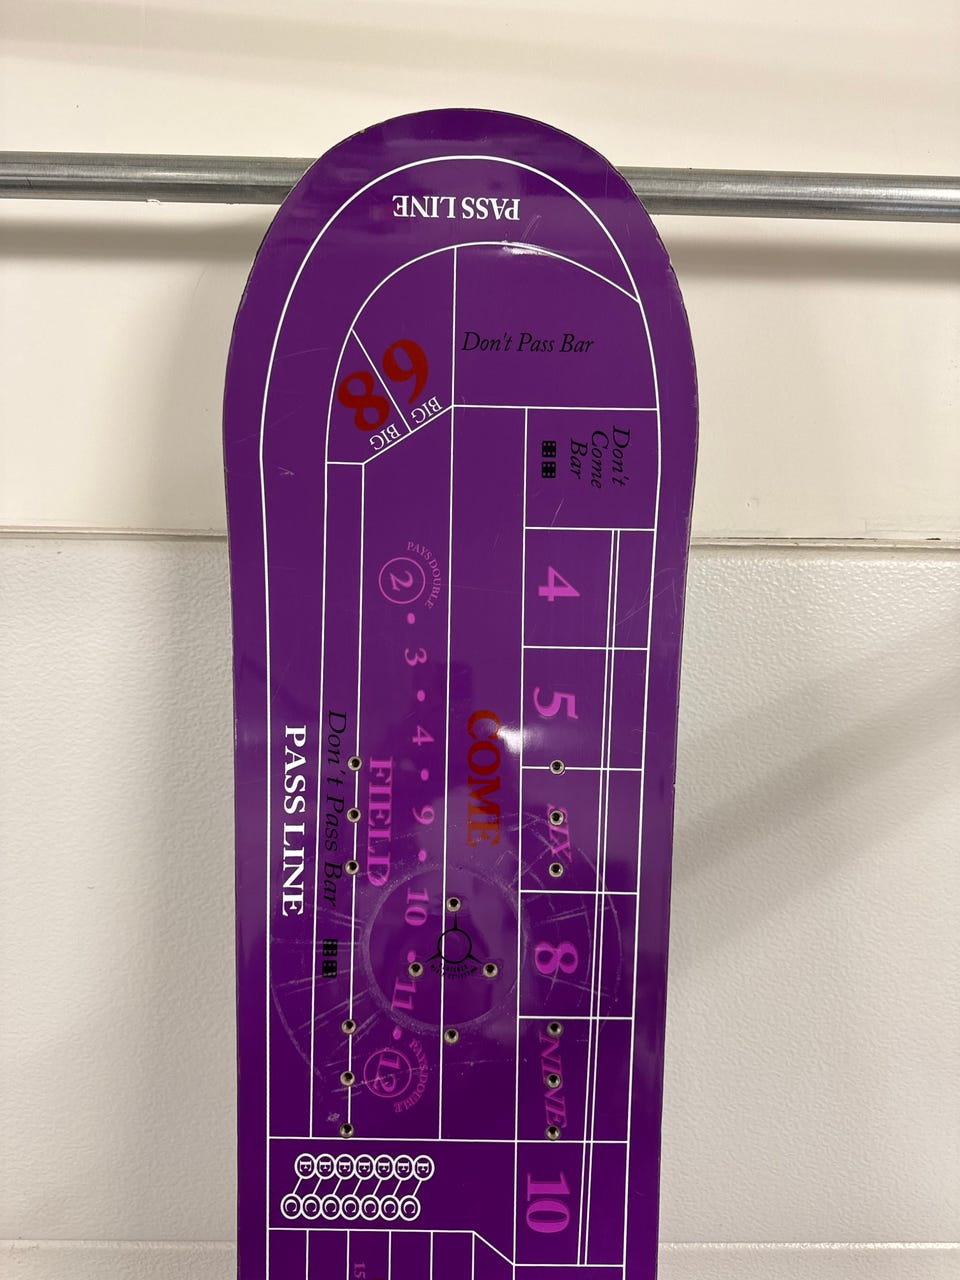 PASS LINE
Don't Pass Bar
6
8
BIG
BIG
Don't
Come
Bar
4
5
SIX
8
NINE
10
COME
PAYS DOUBLE
2 • 3 • 4 • 9 • 10 • 11 • 12
PAYS DOUBLE
FIELD
Don't Pass Bar
PASS LINE
E E E E E E E
C C C C C C C
15